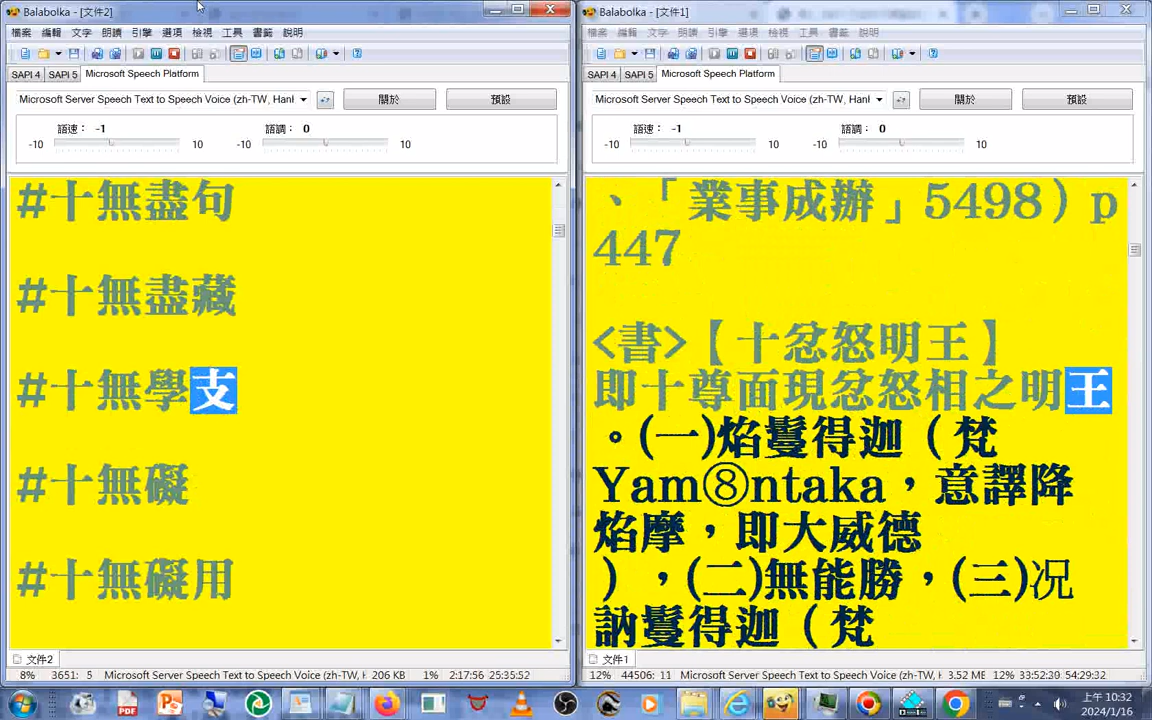 Balabolka - [文件2]
檔案 編輯 文字 朗讀 引擎 選項 檢視 工具 書籤 說明
SAPI 4 SAPI 5 Microsoft Speech Platform
Microsoft Server Speech Text to Speech Voice (zh-TW, Hanl
關於
預設
語速: -1
語調: 0
-10 10 -10 10
#十無盡句
#十無盡藏
#十無學支
#十無礙
#十無礙用
文件2
8% 3651: 5 Microsoft Server Speech Text to Speech Voice (zh-TW, H 206 KB 1% 2:17:56 25:35:52
Balabolka - [文件1]
檔案 編輯 文字 朗讀 引擎 選項 檢視 工具 書籤 說明
SAPI 4 SAPI 5 Microsoft Speech Platform
Microsoft Server Speech Text to Speech Voice (zh-TW, Hanl
關於
預設
語速: -1
語調: 0
-10 10 -10 10
、「業事成辦」5498）p
447
<書>【十忿怒明王】
即十尊面現忿怒相之明王
。(一)焰鬘得迦（梵
Yam⑧ntaka，意譯降
焰摩，即大威德
），(二)無能勝，(三)況
訥鬘得迦（梵
文件1
12% 44506: 11 Microsoft Server Speech Text to Speech Voice (zh-TW, H 3.52 MB 12% 33:52:30 54:29:32
上午 10:32
2024/1/16